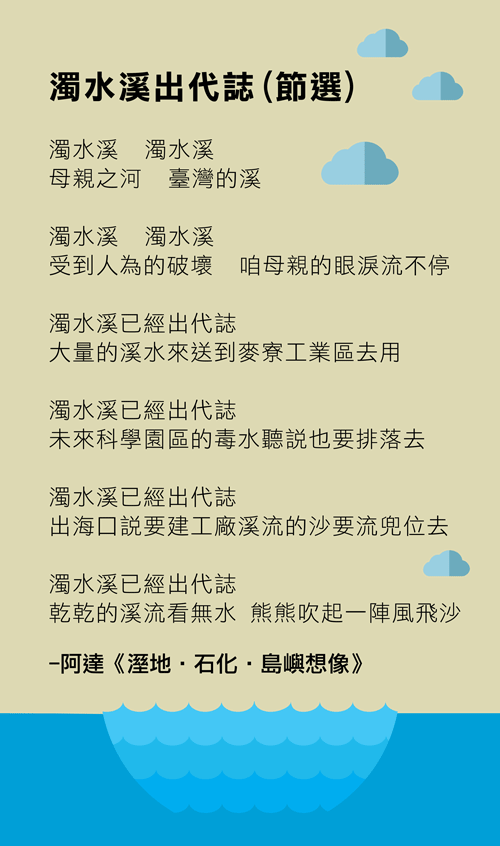 濁水溪出代誌(節選)
濁水溪　濁水溪
母親之河　臺灣的溪
濁水溪　濁水溪
受到人為的破壞　咱母親的眼淚流不停
濁水溪已經出代誌
大量的溪水來送到麥寮工業區去用
濁水溪已經出代誌
未來科學園區的毒水聽説也要排落去
濁水溪已經出代誌
出海口説要建工廠溪流的沙要流兜位去
濁水溪已經出代誌
乾乾的溪流看無水 熊熊吹起一陣風飛沙
–阿達《溼地·石化·島嶼想像》